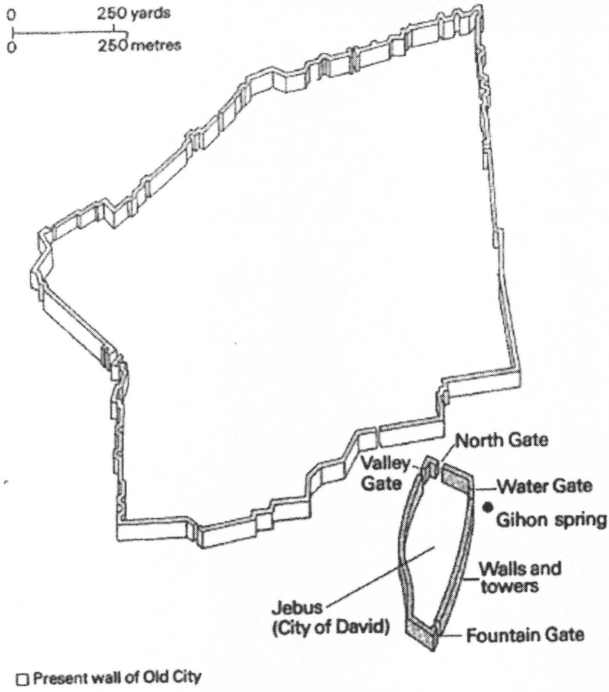 0 250 yards
0 250 metres
North Gate
Valley
Gate
Water Gate
Gihon spring
Walls and
towers
Jebus
(City of David)
Fountain Gate
Present wall of Old City